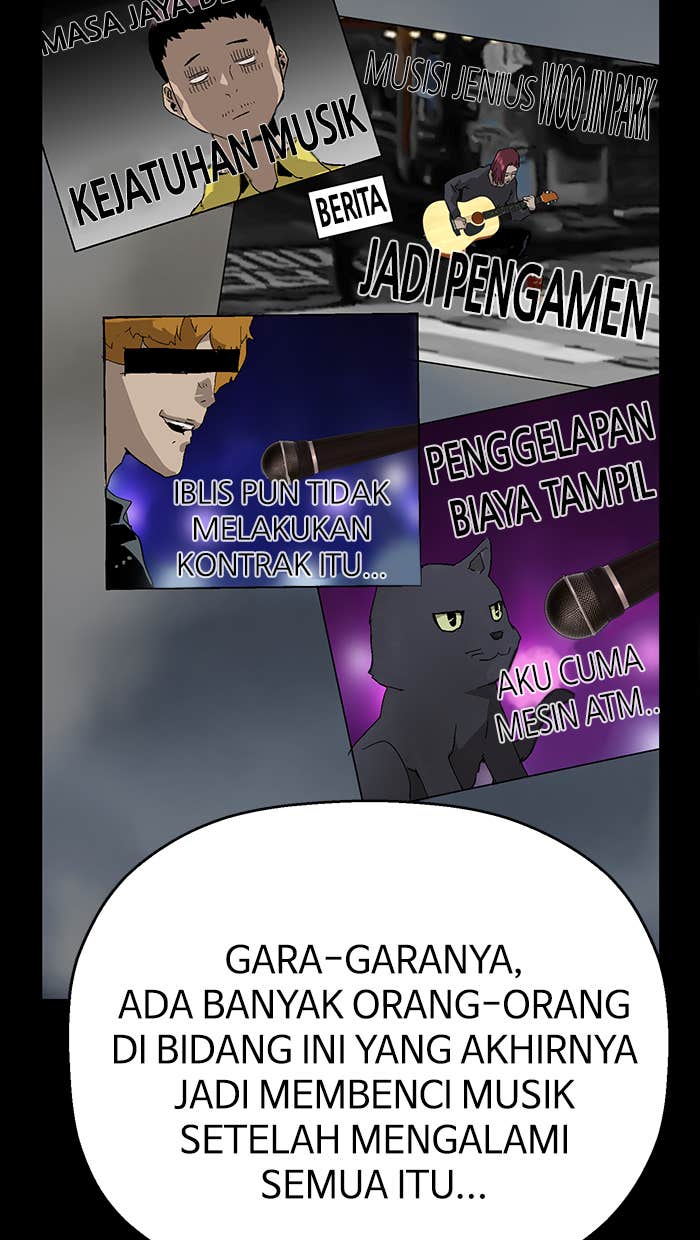 MASA JAYA
KEJATUHAN MUSIK
MUSISI JENIUS WOO JIN PARK
BERITA
JADI PENGAMEN
IBLIS PUN TIDAK
MELAKUKAN
KONTRAK ITU...
PENGGELAPAN
BIAYA TAMPIL
AKU CUMA
MESIN ATM...
GARA-GARANYA,
ADA BANYAK ORANG-ORANG
DI BIDANG INI YANG AKHIRNYA
JADI MEMBENCI MUSIK
SETELAH MENGALAMI
SEMUA ITU...